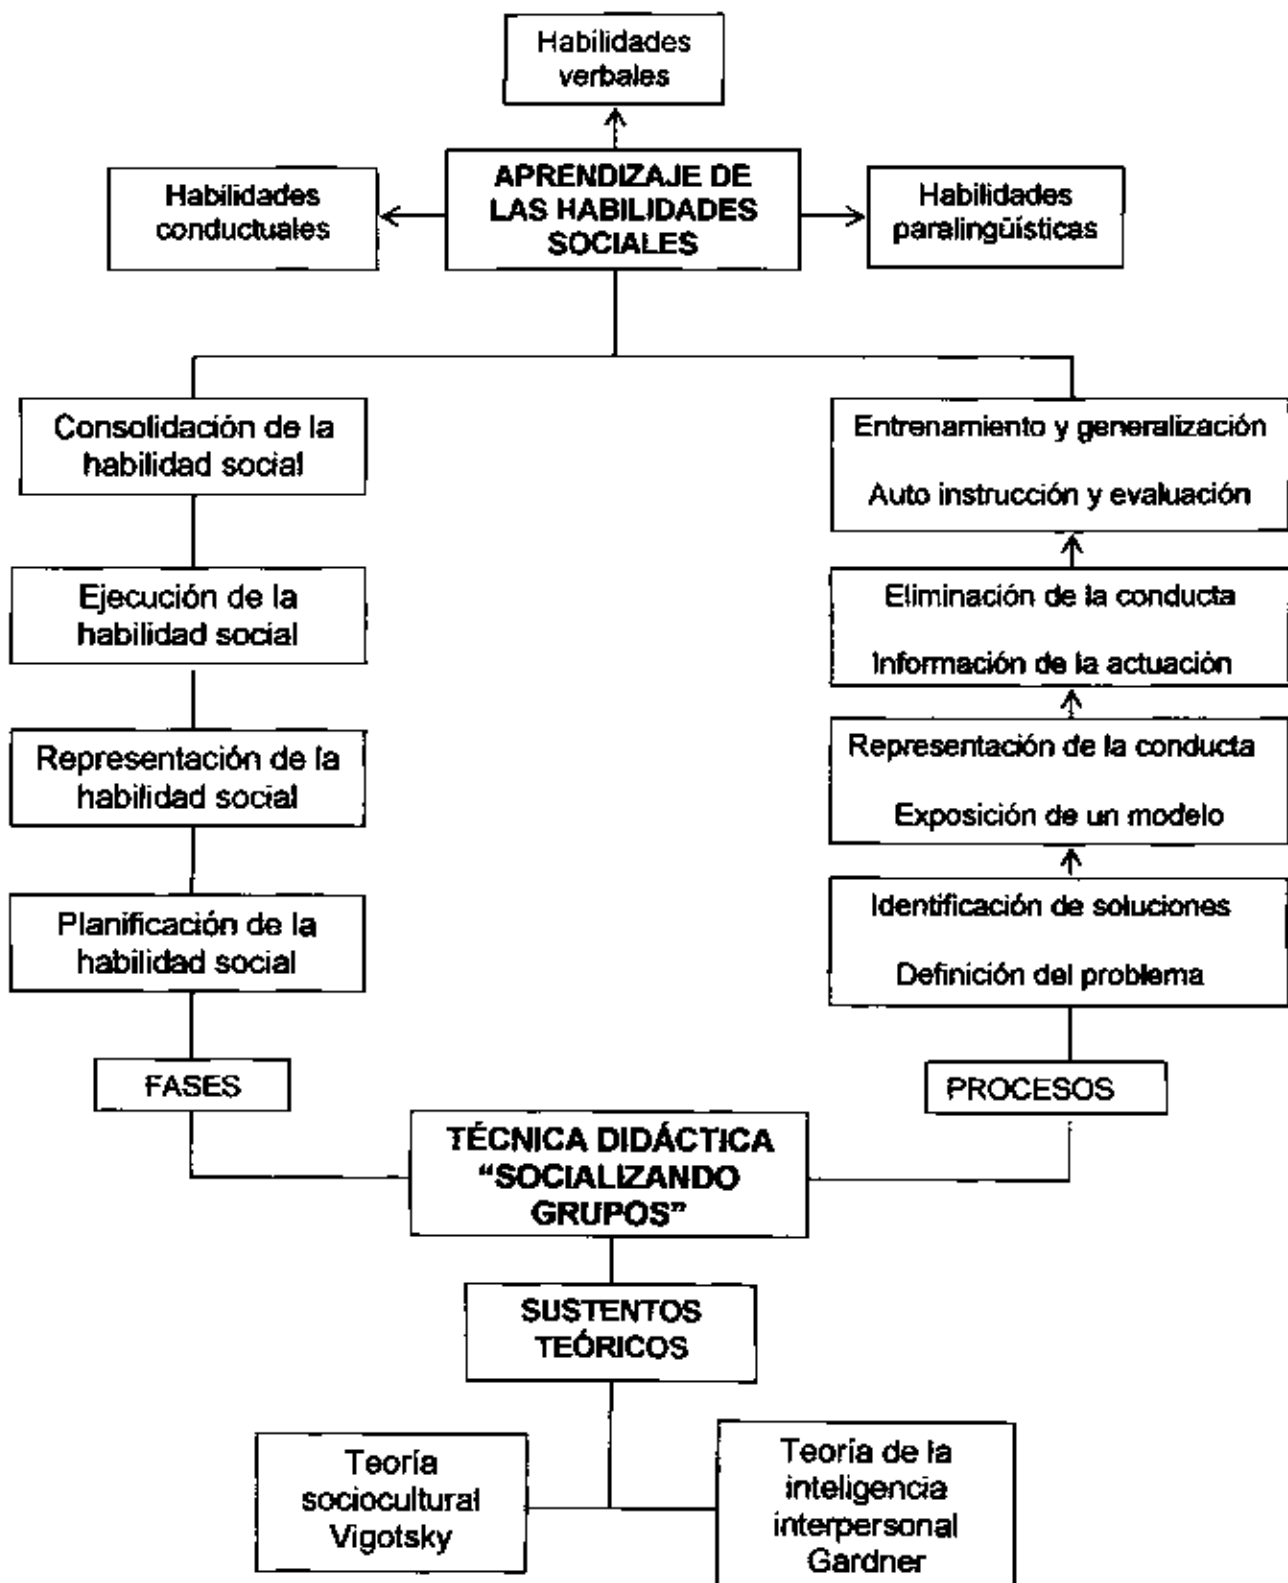 Habilidades
verbales
APRENDIZAJE DE
LAS HABILIDADES
SOCIALES
Habilidades
conductuales
Habilidades
paralingüísticas
Consolidación de la
habilidad social
Entrenamiento y generalización
Auto instrucción y evaluación
Ejecución de la
habilidad social
Eliminación de la conducta
Información de la actuación
Representación de la
habilidad social
Representación de la conducta
Exposición de un modelo
Planificación de la
habilidad social
Identificación de soluciones
Definición del problema
FASES
PROCESOS
TÉCNICA DIDÁCTICA
“SOCIALIZANDO
GRUPOS”
SUSTENTOS
TEÓRICOS
Teoría
sociocultural
Vigotsky
Teoría de la
inteligencia
interpersonal
Gardner